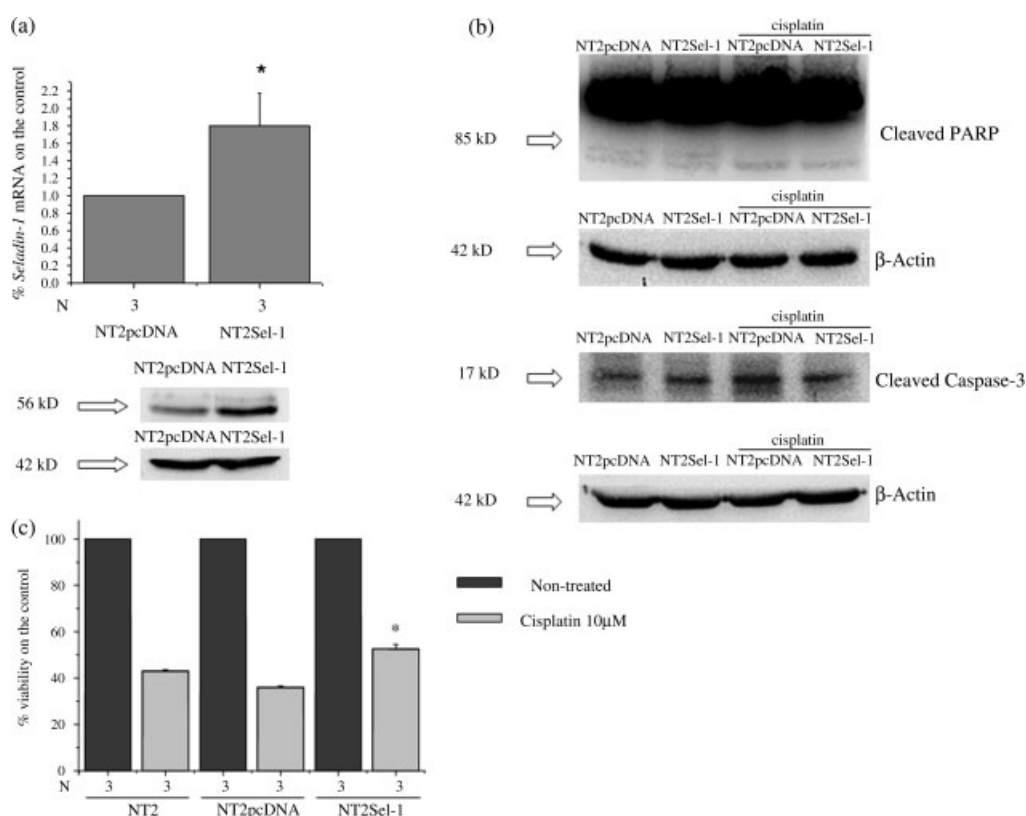 (a)
*
% Seladin-1 mRNA on the control
2.2
2.0
1.8
1.6
1.4
1.2
1.0
0.8
0.6
0.4
0.2
0.0
N 3 3
NT2pcDNA NT2Sel-1
NT2pcDNA NT2Sel-1
56 kD
NT2pcDNA NT2Sel-1
42 kD
(b)
cisplatin
NT2pcDNA NT2Sel-1 NT2pcDNA NT2Sel-1
85 kD Cleaved PARP
cisplatin
NT2pcDNA NT2Sel-1 NT2pcDNA NT2Sel-1
42 kD β-Actin
cisplatin
NT2pcDNA NT2Sel-1 NT2pcDNA NT2Sel-1
17 kD Cleaved Caspase-3
cisplatin
NT2pcDNA NT2Sel-1 NT2pcDNA NT2Sel-1
42 kD β-Actin
(c)
% viability on the control
100
80
60
40
20
0
*
N 3 3 3 3 3 3
NT2 NT2pcDNA NT2Sel-1
Non-treated
Cisplatin 10μM